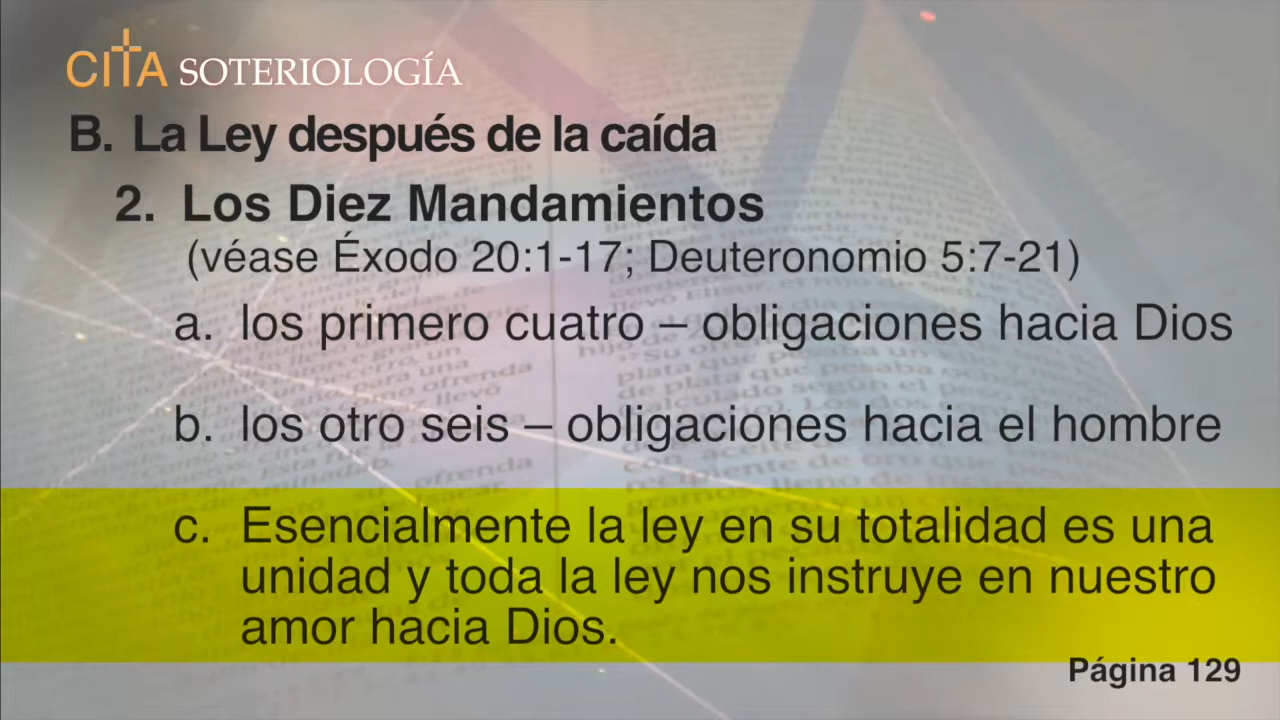 CITA SOTERIOLOGÍA
B. La Ley después de la caída
2. Los Diez Mandamientos
(véase Éxodo 20:1-17; Deuteronomio 5:7-21)
a. los primero cuatro – obligaciones hacia Dios
b. los otro seis – obligaciones hacia el hombre
c. Esencialmente la ley en su totalidad es una
unidad y toda la ley nos instruye en nuestro
amor hacia Dios.
Página 129